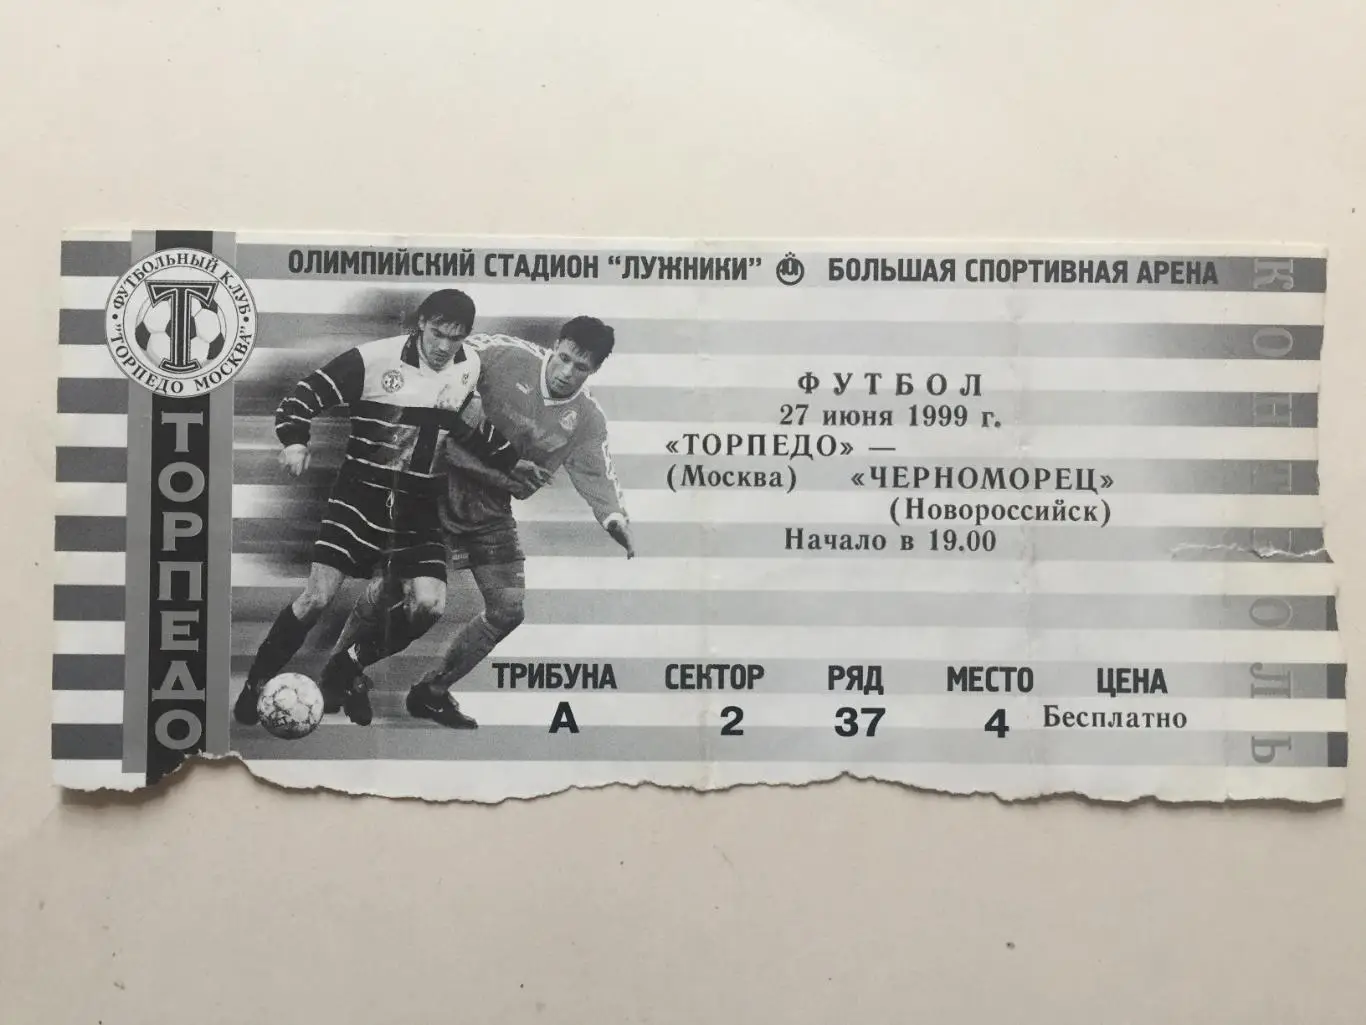 ОЛИМПИЙСКИЙ СТАДИОН "ЛУЖНИКИ" БОЛЬШАЯ СПОРТИВНАЯ АРЕНА
ФУТБОЛЬНЫЙ КЛУБ
"ТОРПЕДО МОСКВА"
Т
ТОРПЕДО
ФУТБОЛ
27 июня 1999 г.
«ТОРПЕДО» —
(Москва) «ЧЕРНОМОРЕЦ»
(Новороссийск)
Начало в 19.00
ТРИБУНА СЕКТОР РЯД МЕСТО ЦЕНА
А 2 37 4 Бесплатно
КОНТРОЛЬ